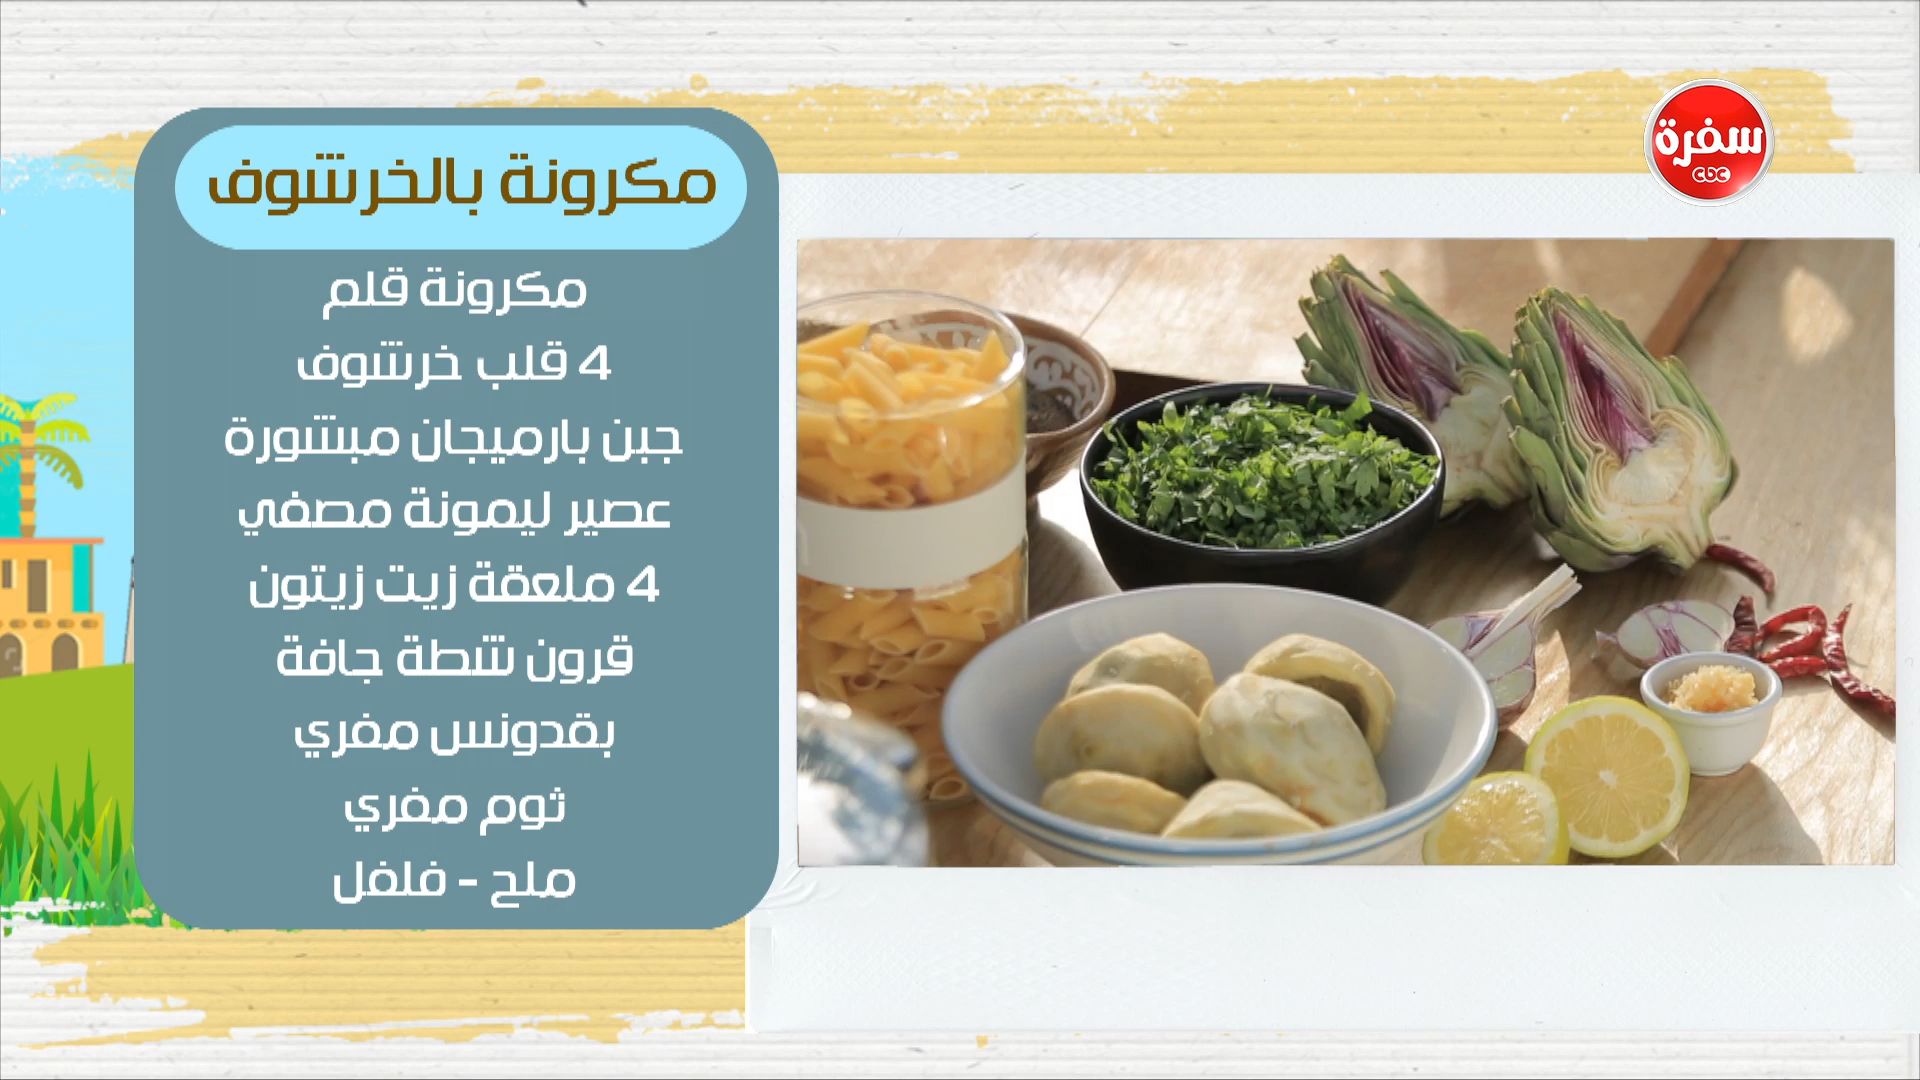 سفرة
cbc
مكرونة بالخرشوف
مكرونة قلم
4 قلب خرشوف
جبن بارميجان مبشورة
عصير ليمونة مصفي
4 ملعقة زيت زيتون
قرون شطة جافة
بقدونس مفري
ثوم مفري
ملح - فلفل